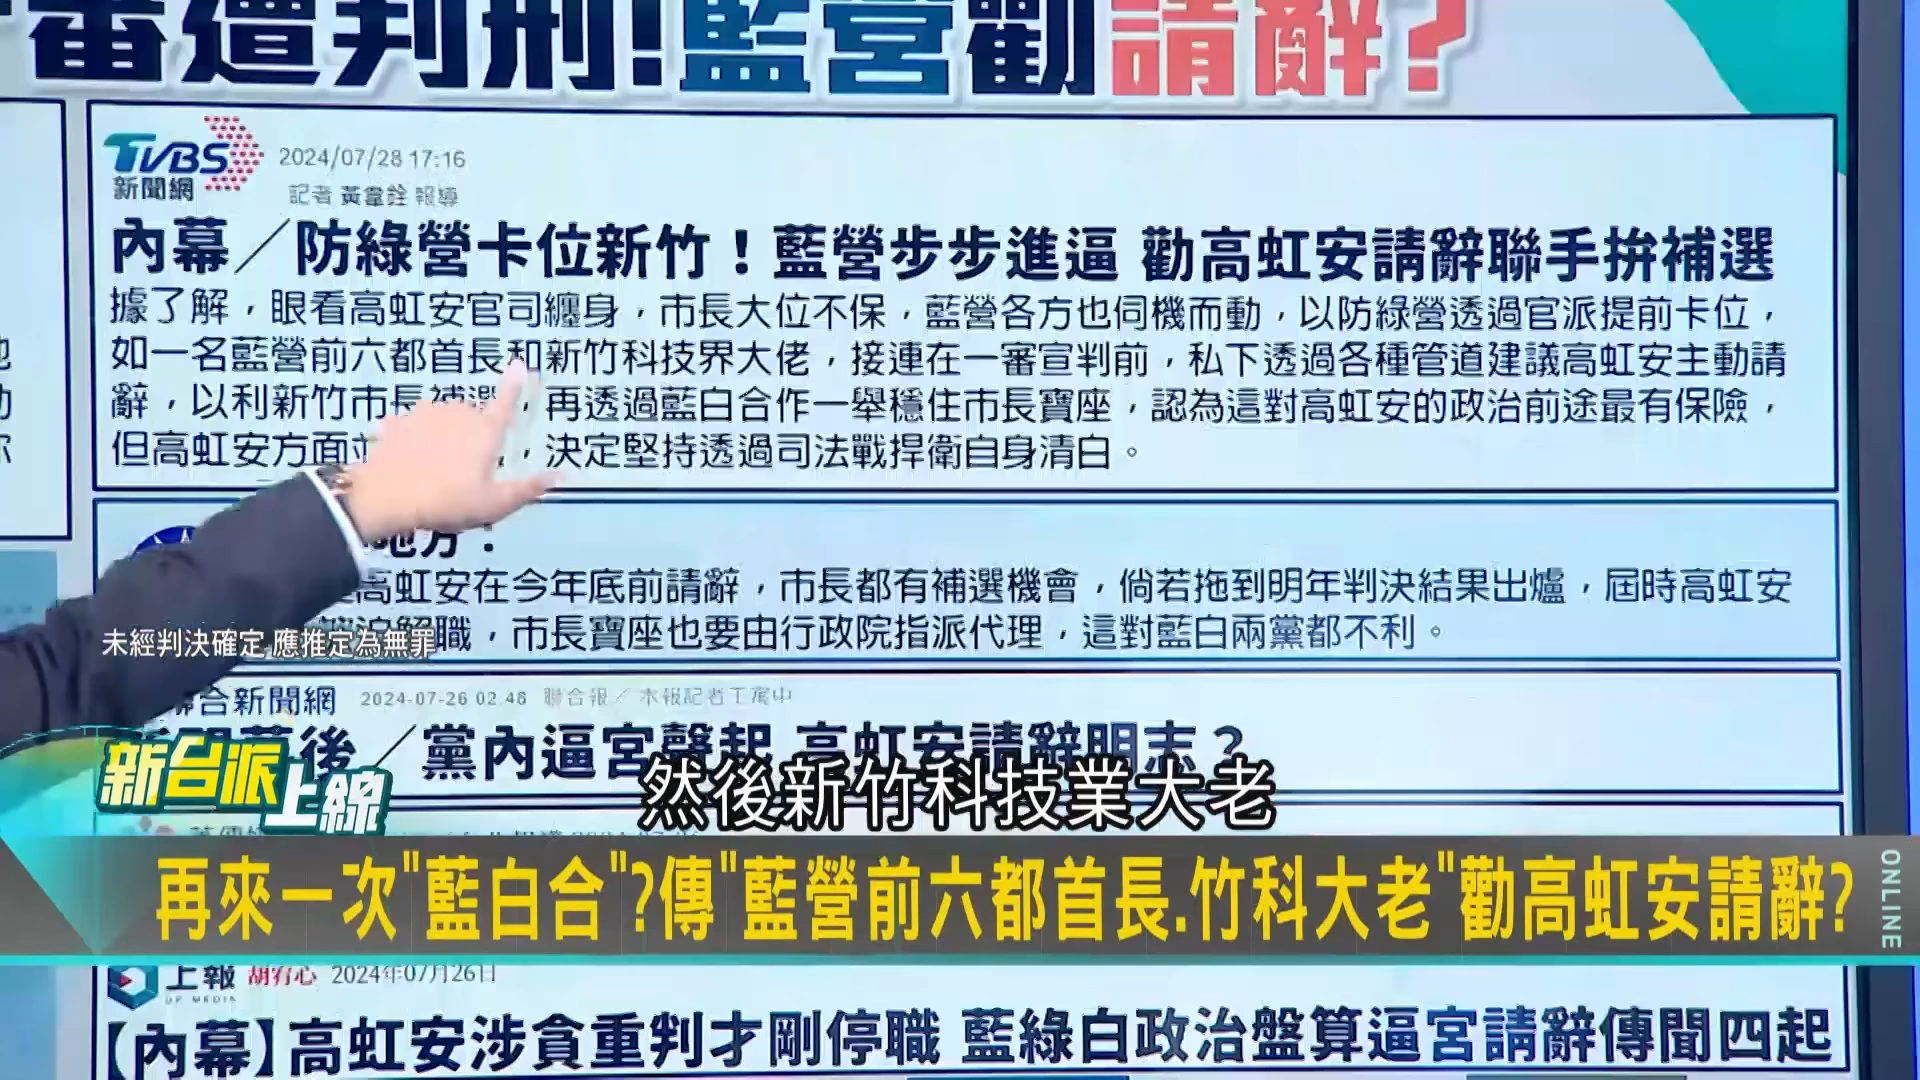 審遭判刑!藍營勸請辭?
TVBS
新聞網
2024/07/28 17:16
記者 黃韋銓 報導
內幕／防綠營卡位新竹！藍營步步進逼 勸高虹安請辭聯手拚補選
據了解，眼看高虹安官司纏身，市長大位不保，藍營各方也伺機而動，以防綠營透過官派提前卡位，
如一名藍營前六都首長和新竹科技界大佬，接連在一審宣判前，私下透過各種管道建議高虹安主動請
辭，以利新竹市長補選，再透過藍白合作一舉穩住市長寶座，認為這對高虹安的政治前途最有保險，
但高虹安方面，決定堅持透過司法戰捍衛自身清白。
地方：
高虹安在今年底前請辭，市長都有補選機會，倘若拖到明年判決結果出爐，屆時高虹安
解職，市長寶座也要由行政院指派代理，這對藍白兩黨都不利。
未經判決確定 應推定為無罪
聯合新聞網
2024-07-26 02:48 聯合報／ 本報記者王
後／黨內逼宮聲起 高虹安請辭明志？
新台派上線
然後新竹科技業大老
再來一次"藍白合"?傳"藍營前六都首長.竹科大老"勸高虹安請辭?
ONLINE
上報
UP MEDIA
胡宥心 2024年07月26日
【內幕】高虹安涉貪重判才剛停職 藍綠白政治盤算逼宮請辭傳聞四起